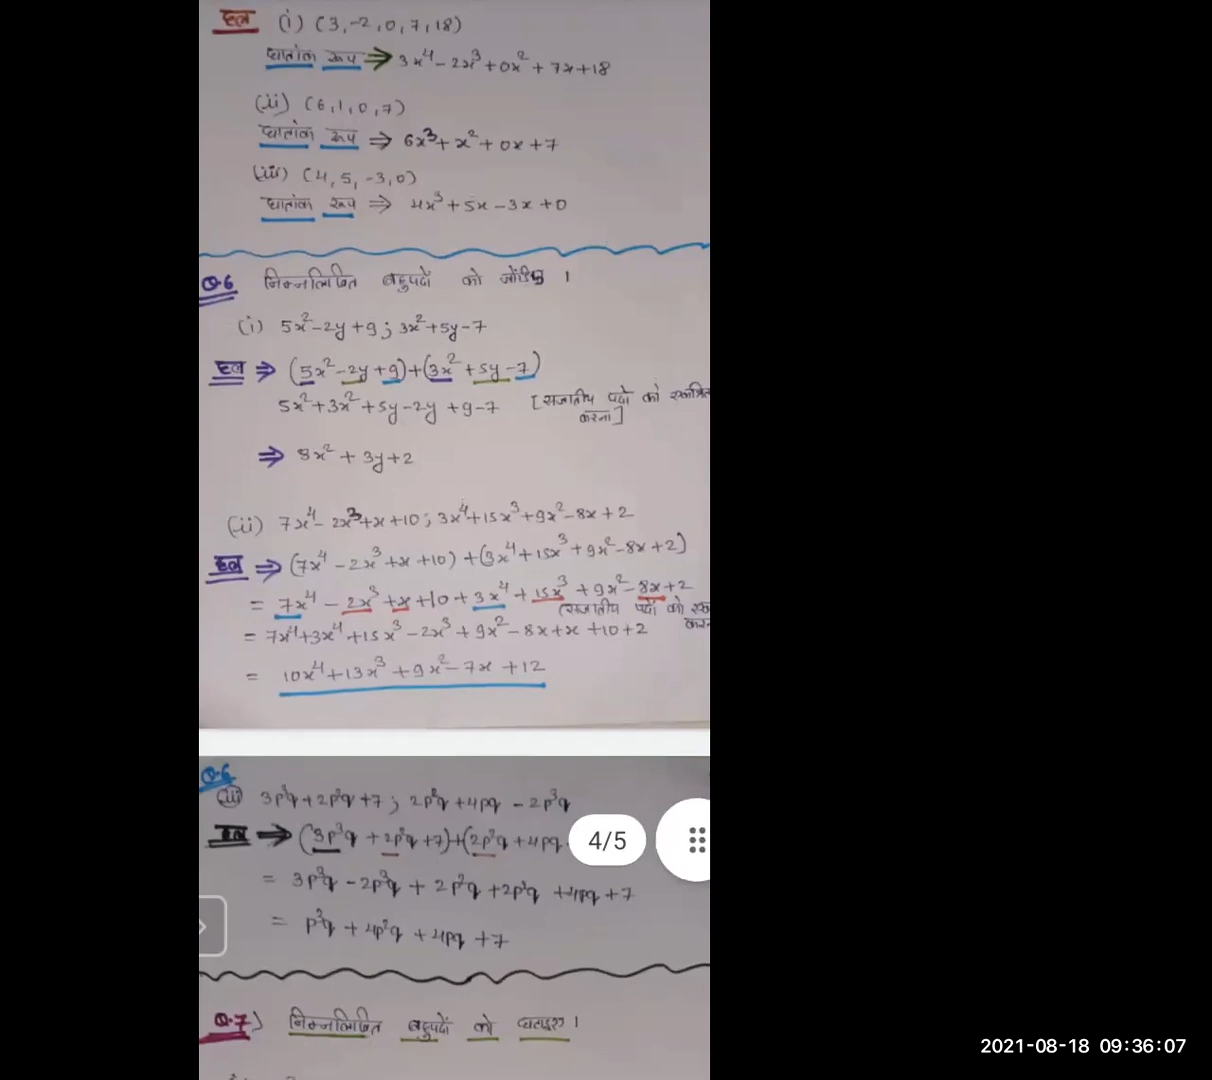 हल (i) (3, -2, 0, 7, 18)
घातांक रूप ⇒ 3x⁴ - 2x³ + 0x² + 7x + 18
(ii) (6, 1, 0, 7)
घातांक रूप ⇒ 6x³ + x² + 0x + 7
(iii) (4, 5, -3, 0)
घातांक रूप ⇒ 4x³ + 5x - 3x + 0
Q.6 निम्नलिखित बहुपदों को जोड़िए ।
(i) 5x² - 2y + 9 ; 3x² + 5y - 7
हल ⇒ (5x² - 2y + 9) + (3x² + 5y - 7)
5x² + 3x² + 5y - 2y + 9 - 7 [सजातीय पदों को
करना]
⇒ 8x² + 3y + 2
(ii) 7x⁴ - 2x³ + x + 10 ; 3x⁴ + 15x³ + 9x² - 8x + 2
हल ⇒ (7x⁴ - 2x³ + x + 10) + (3x⁴ + 15x³ + 9x² - 8x + 2)
= 7x⁴ - 2x³ + x + 10 + 3x⁴ + 15x³ + 9x² - 8x + 2
(सजातीय पदों को
= 7x⁴ + 3x⁴ + 15x³ - 2x³ + 9x² - 8x + x + 10 + 2
= 10x⁴ + 13x³ + 9x² - 7x + 12
Q.6
(iii) 3p³q + 2p²q + 7 ; 2p²q + 4pq - 2p³q
हल ⇒ (3p³q + 2p²q + 7) + (2p²q + 4pq
4/5
= 3p³q - 2p³q + 2p²q + 2p²q + 4pq + 7
= p³q + 4p²q + 4pq + 7
Q.7) निम्नलिखित बहुपदों को घटाइए ।
2021-08-18 09:36:07